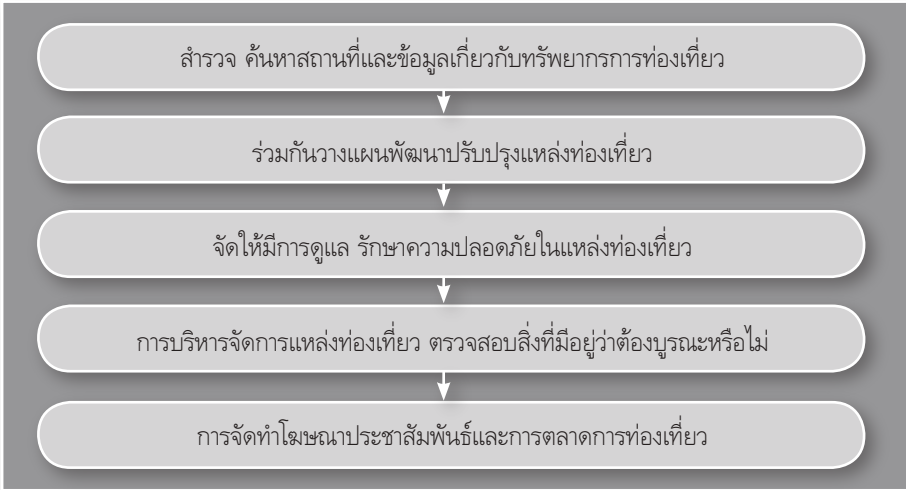 สำรวจ ค้นหาสถานที่และข้อมูลเกี่ยวกับทรัพยากรการท่องเที่ยว
ร่วมกันวางแผนพัฒนาปรับปรุงแหล่งท่องเที่ยว
จัดให้มีการดูแล รักษาความปลอดภัยในแหล่งท่องเที่ยว
การบริหารจัดการแหล่งท่องเที่ยว ตรวจสอบสิ่งที่มีอยู่ว่าต้องบูรณะหรือไม่
การจัดทำโฆษณาประชาสัมพันธ์และการตลาดการท่องเที่ยว